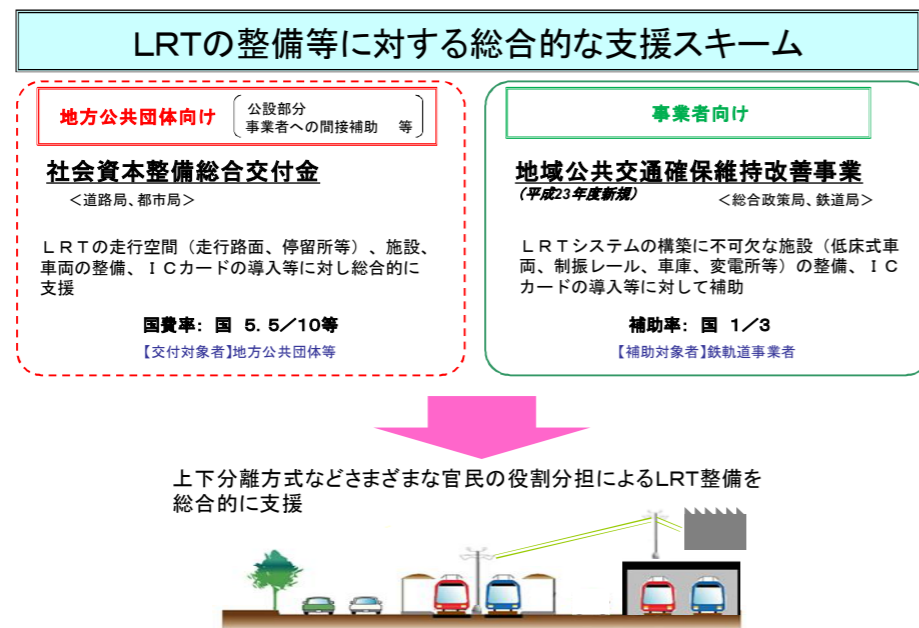 LRTの整備等に対する総合的な支援スキーム
地方公共団体向け
公設部分
事業者への間接補助　等
社会資本整備総合交付金
＜道路局、都市局＞
ＬＲＴの走行空間（走行路面、停留所等）、施設、
車両の整備、ＩＣカードの導入等に対し総合的に
支援
国費率： 国 ５．５／１０等
【交付対象者】地方公共団体等
事業者向け
地域公共交通確保維持改善事業
（平成23年度新規）
＜総合政策局、鉄道局＞
ＬＲＴシステムの構築に不可欠な施設（低床式車
両、制振レール、車庫、変電所等）の整備、ＩＣ
カードの導入等に対して補助
補助率： 国 １／３
【補助対象者】鉄軌道事業者
上下分離方式などさまざまな官民の役割分担によるLRT整備を
総合的に支援